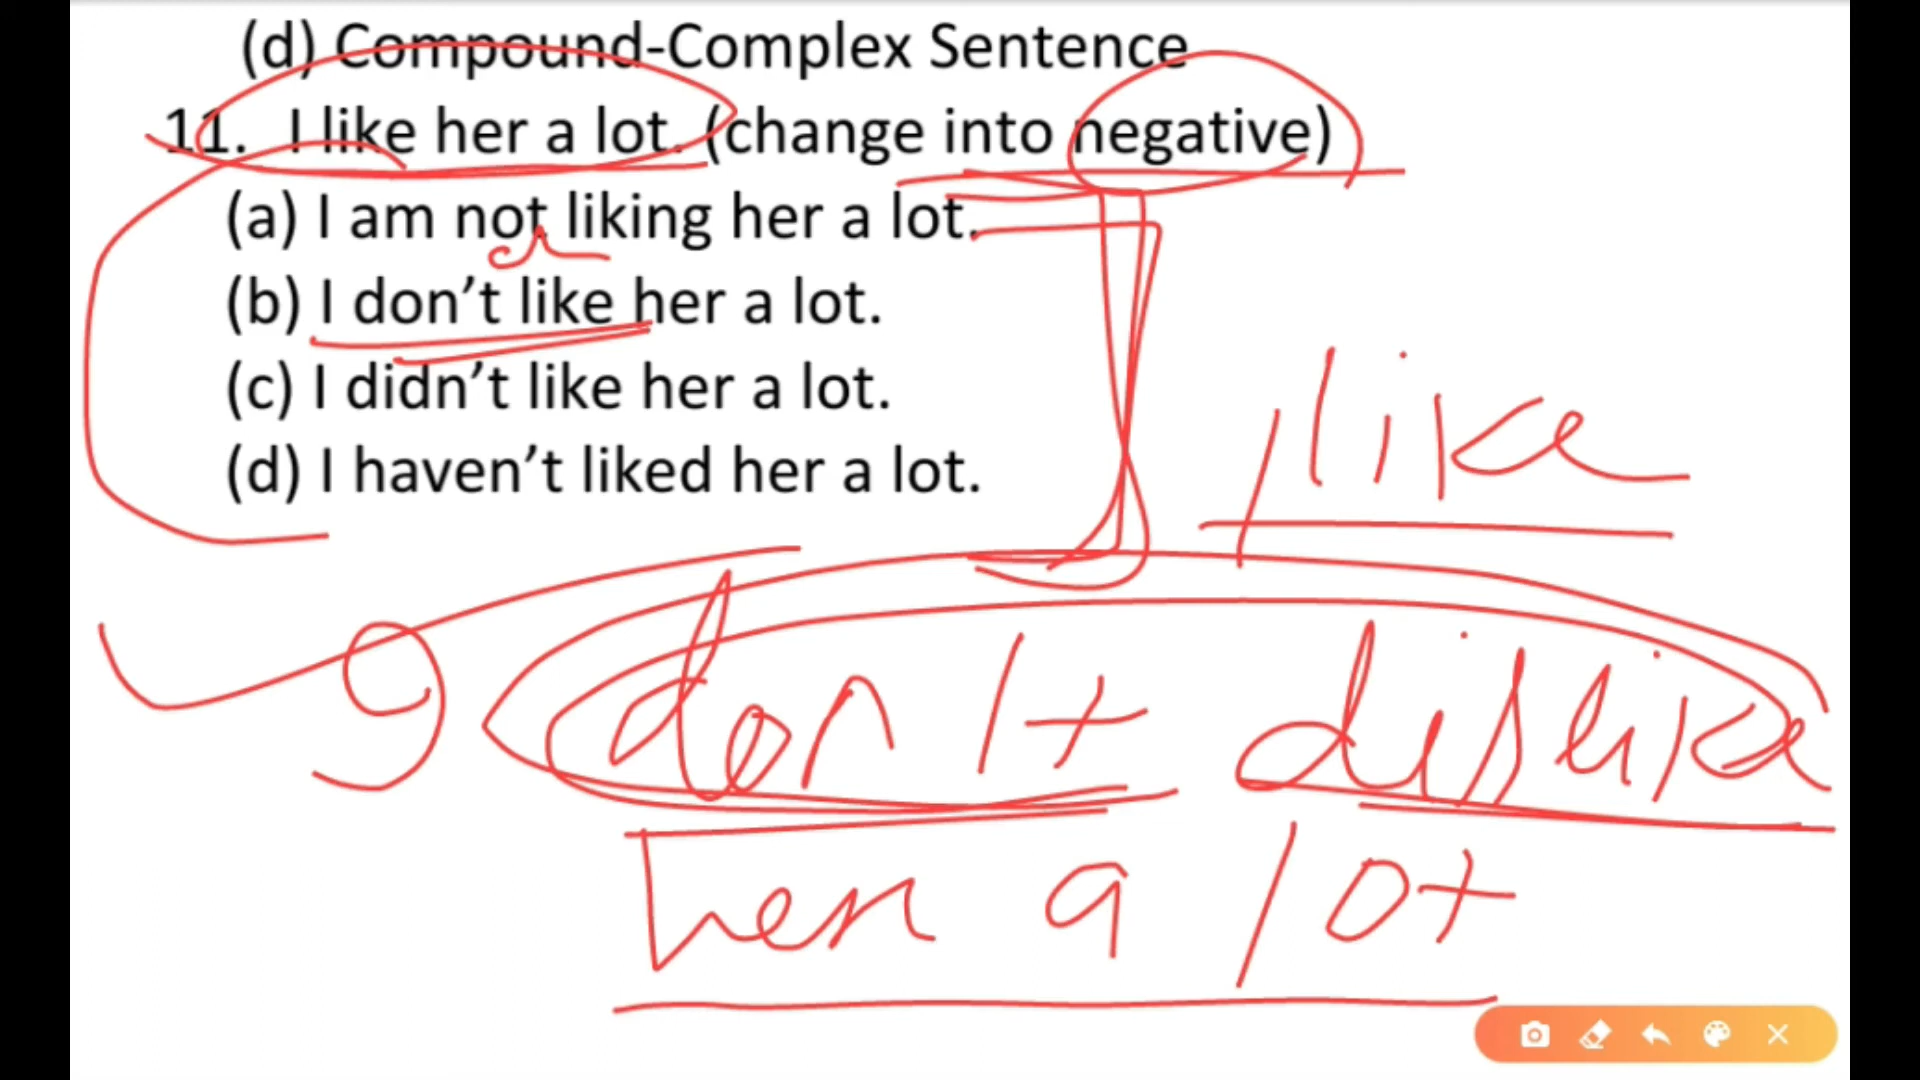 (d) Compound-Complex Sentence
11. I like her a lot. (change into negative)
(a) I am not liking her a lot.
(b) I don’t like her a lot.
(c) I didn’t like her a lot.
(d) I haven’t liked her a lot.
like
9 don't dislike
her a lot